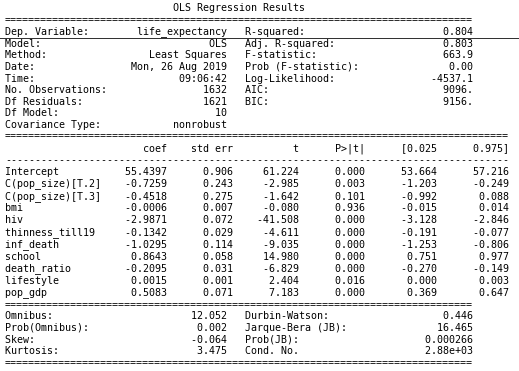 OLS Regression Results
Dep. Variable: life_expectancy R-squared: 0.804
Model: OLS Adj. R-squared: 0.803
Method: Least Squares F-statistic: 663.9
Date: Mon, 26 Aug 2019 Prob (F-statistic): 0.00
Time: 09:06:42 Log-Likelihood: -4537.1
No. Observations: 1632 AIC: 9096.
Df Residuals: 1621 BIC: 9156.
Df Model: 10
Covariance Type: nonrobust
coef std err t P>|t| [0.025 0.975]
Intercept 55.4397 0.906 61.224 0.000 53.664 57.216
C(pop_size)[T.2] -0.7259 0.243 -2.985 0.003 -1.203 -0.249
C(pop_size)[T.3] -0.4518 0.275 -1.642 0.101 -0.992 0.088
bmi -0.0006 0.007 -0.080 0.936 -0.015 0.014
hiv -2.9871 0.072 -41.508 0.000 -3.128 -2.846
thinness_till19 -0.1342 0.029 -4.611 0.000 -0.191 -0.077
inf_death -1.0295 0.114 -9.035 0.000 -1.253 -0.806
school 0.8643 0.058 14.980 0.000 0.751 0.977
death_ratio -0.2095 0.031 -6.829 0.000 -0.270 -0.149
lifestyle 0.0015 0.001 2.404 0.016 0.000 0.003
pop_gdp 0.5083 0.071 7.183 0.000 0.369 0.647
Omnibus: 12.052 Durbin-Watson: 0.446
Prob(Omnibus): 0.002 Jarque-Bera (JB): 16.465
Skew: -0.064 Prob(JB): 0.000266
Kurtosis: 3.475 Cond. No. 2.88e+03